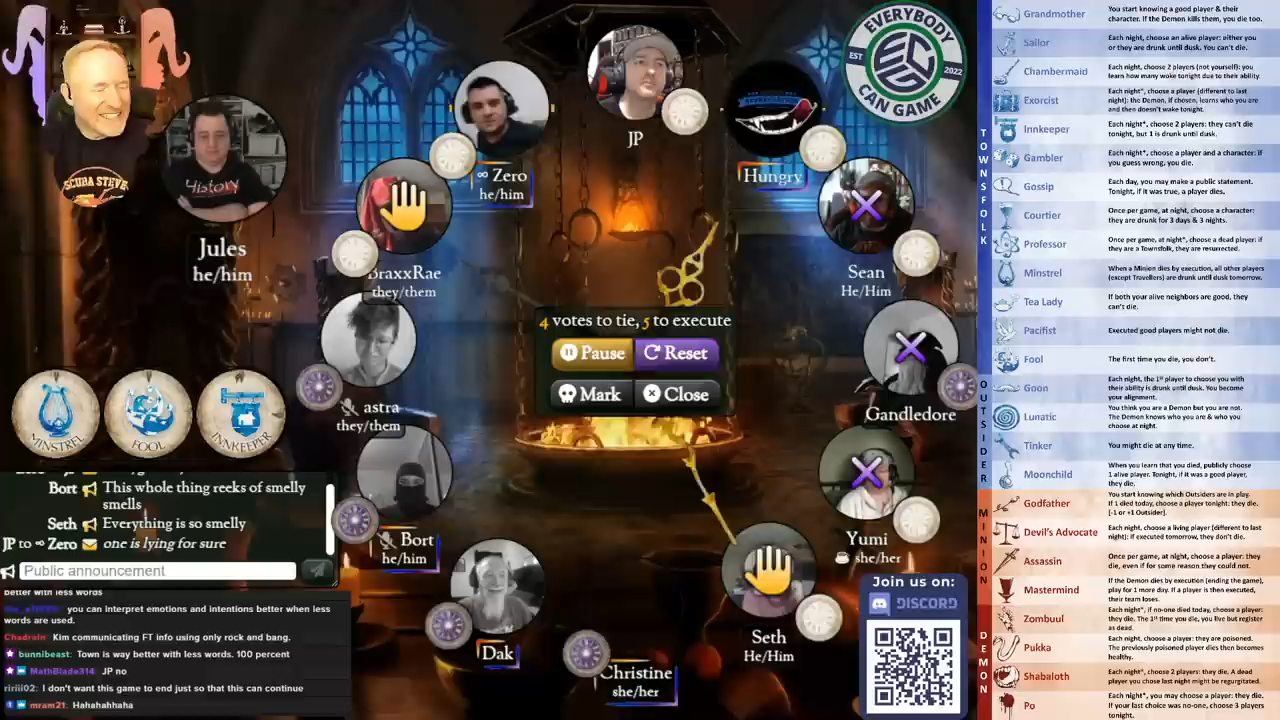 EVERYBODY
EST
2022
CAN GAME
SCUBA STEVE
History
Jules
he/him
JP
∞ Zero
he/him
Hungry
BraxxRae
they/them
Sean
He/Him
astra
they/them
Gandledore
Bort
he/him
Yumi
she/her
Dak
Christine
she/her
Seth
He/Him
4 votes to tie, 5 to execute
Pause
Reset
Mark
Close
MINSTREL
FOOL
INNKEEPER
Bort This whole thing reeks of smelly
smells
Seth Everything is so smelly
JP to ∞ Zero one is lying for sure
Public announcement
better with less words
you can interpret emotions and intentions better when less
words are used.
Chadrain: Kim communicating FT info using only rock and bang.
bunnibeast: Town is way better with less words. 100 percent
MathBlade314: JP no
ririii02: I don't want this game to end just so that this can continue
mram21: Hahahahhaha
Join us on:
DISCORD
TOWNSFOLK
Grandmother
You start knowing a good player & their
character. If the Demon kills them, you die too.
Sailor
Each night, choose an alive player: either you
or they are drunk until dusk. You can't die.
Chambermaid
Each night, choose 2 players (not yourself): you
learn how many woke tonight due to their ability.
Exorcist
Each night*, choose a player (different to last
night): the Demon, if chosen, learns who you are
and then doesn't wake tonight.
Innkeeper
Each night*, choose 2 players: they can't die
tonight, but 1 is drunk until dusk.
Gambler
Each night*, choose a player and a character: if
you guess wrong, you die.
Gossip
Each day, you may make a public statement.
Tonight, if it was true, a player dies.
Courtier
Once per game, at night, choose a character:
they are drunk for 3 days & 3 nights.
Professor
Once per game, at night*, choose a dead player: if
they are a Townsfolk, they are resurrected.
Minstrel
When a Minion dies by execution, all other players
(except Travellers) are drunk until dusk tomorrow.
Tea Lady
If both your alive neighbors are good, they
can't die.
Pacifist
Executed good players might not die.
Fool
The first time you die, you don't.
OUTSIDER
Goon
Each night, the 1st player to choose you with
their ability is drunk until dusk. You become
your alignment.
Lunatic
You think you are a Demon but you are not.
The Demon knows who you are & who you
choose at night.
Tinker
You might die at any time.
Moonchild
When you learn that you died, publicly choose
1 alive player. Tonight, if it was a good player,
they die.
MINION
Godfather
You start knowing which Outsiders are in play.
If 1 died today, choose a player tonight: they die.
[-1 or +1 Outsider]
Devil's Advocate
Each night, choose a living player (different to last
night): if executed tomorrow, they don't die.
Assassin
Once per game, at night, choose a player: they
die, even if for some reason they could not.
Mastermind
If the Demon dies by execution (ending the game),
play for 1 more day. If a player is then executed,
their team loses.
DEMON
Zombuul
Each night*, if no-one died today, choose a player:
they die. The 1st time you die, you live but register
as dead.
Pukka
Each night, choose a player: they are poisoned.
The previously poisoned player dies then becomes
healthy.
Shabaloth
Each night*, choose 2 players: they die. A dead
player you chose last night might be regurgitated.
Po
Each night*, you may choose a player: they die.
If your last choice was no-one, choose 3 players
tonight.